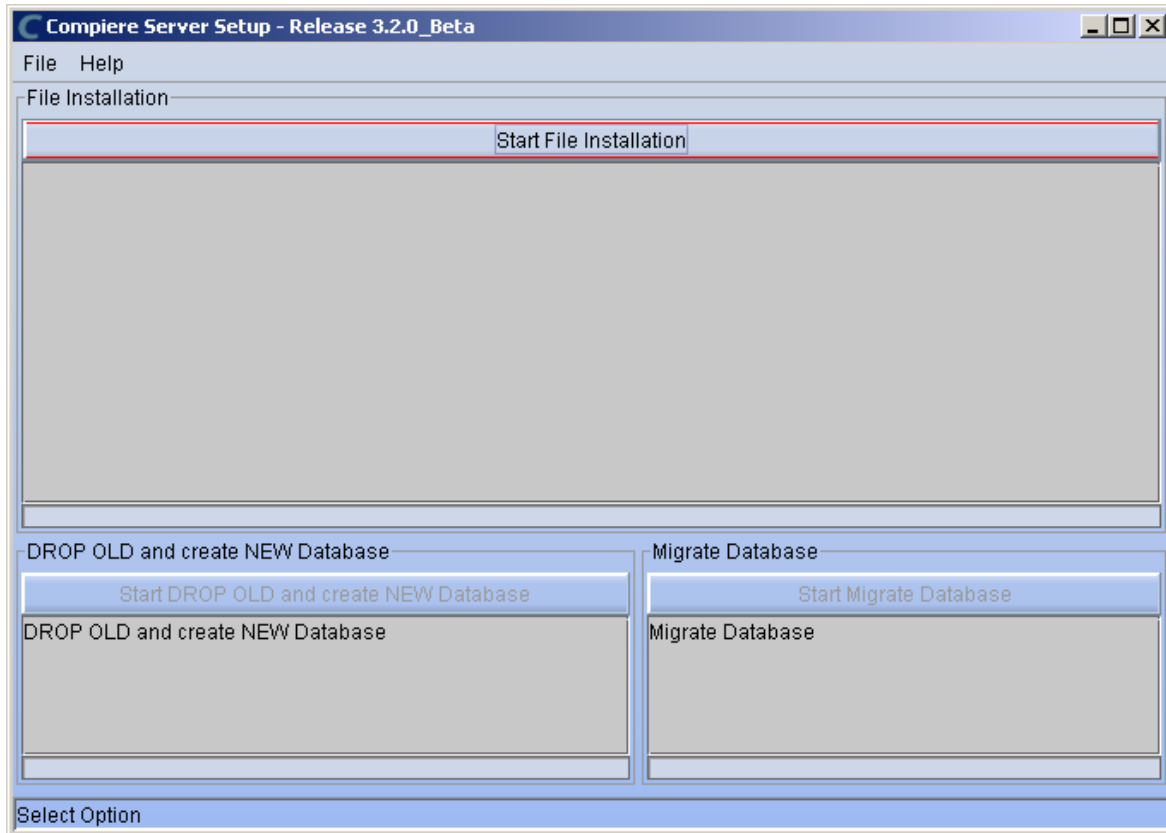 Compiere Server Setup - Release 3.2.0_Beta
File Help
File Installation
Start File Installation
DROP OLD and create NEW Database
Start DROP OLD and create NEW Database
DROP OLD and create NEW Database
Migrate Database
Start Migrate Database
Migrate Database
Select Option